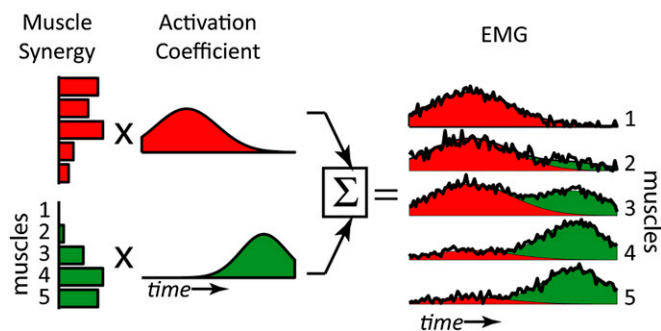 Muscle
Synergy
Activation
Coefficient
EMG
X
Σ
=
1
2
3
4
5
muscles
muscles
1
2
3
4
5
X
time
time